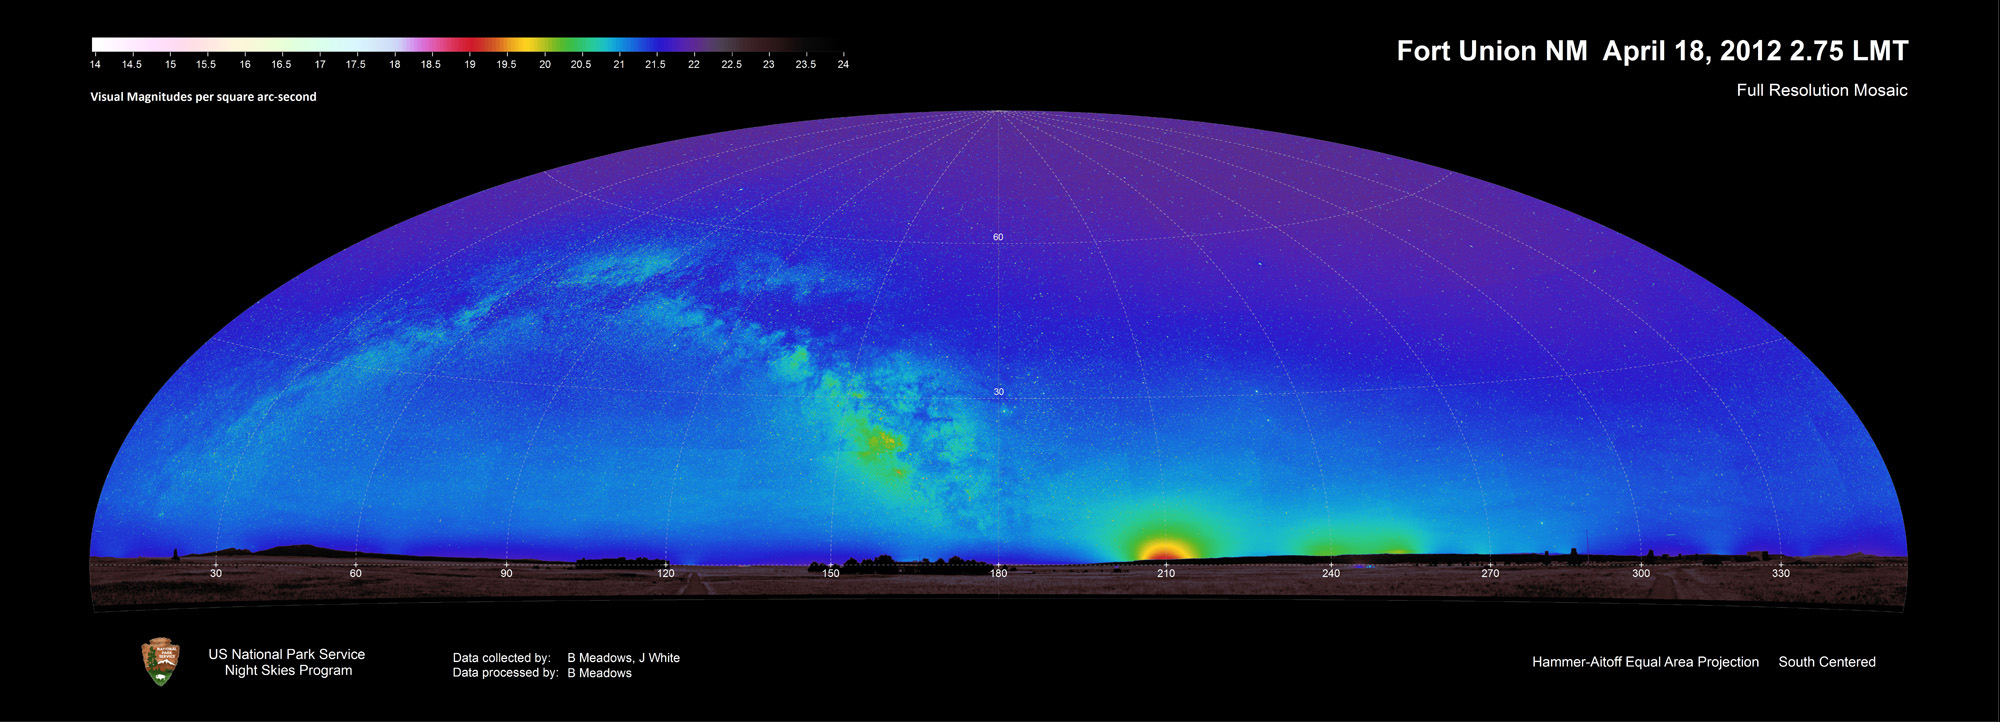 14 14.5 15 15.5 16 16.5 17 17.5 18 18.5 19 19.5 20 20.5 21 21.5 22 22.5 23 23.5 24
Visual Magnitudes per square arc-second
Fort Union NM April 18, 2012 2.75 LMT
Full Resolution Mosaic
60
30
30 60 90 120 150 180 210 240 270 300 330
NATIONAL
PARK
SERVICE
US National Park Service
Night Skies Program
Data collected by: B Meadows, J White
Data processed by: B Meadows
Hammer-Aitoff Equal Area Projection South Centered